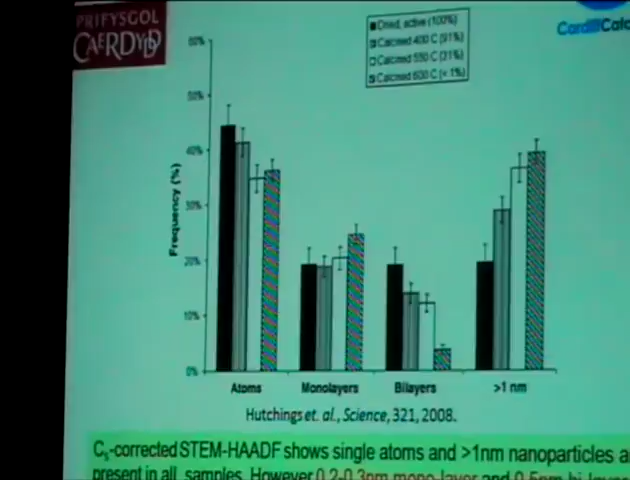 PRIFYSGOL
CAERDYDD
Dried, active (100%)
Calcined 400 C (91%)
Calcined 550 C (31%)
Calcined 600 C (< 1%)
60%
50%
40%
30%
20%
10%
0%
Frequency (%)
Atoms Monolayers Bilayers >1 nm
Hutchings et. al., Science, 321, 2008.
Cs-corrected STEM-HAADF shows single atoms and >1nm nanoparticles
present in all samples. However 0.2-0.3nm mono-layer and 0.5nm